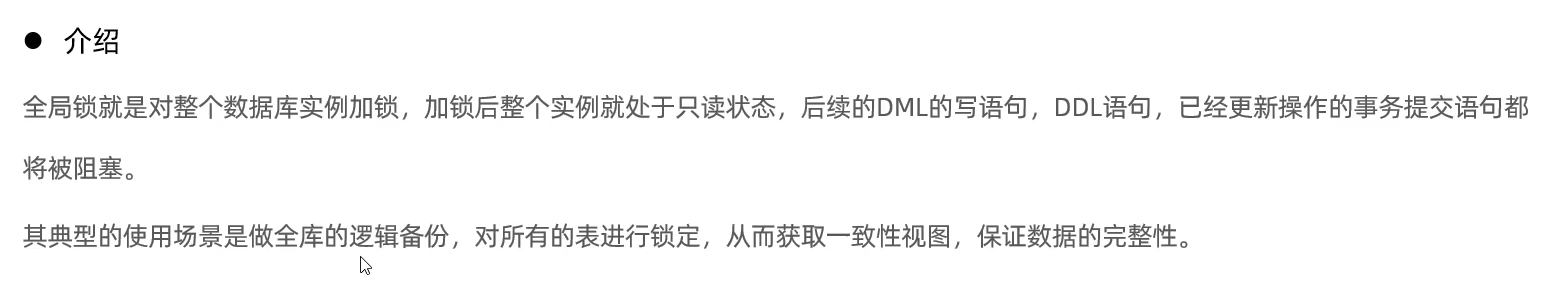 ● 介绍
全局锁就是对整个数据库实例加锁，加锁后整个实例就处于只读状态，后续的DML的写语句，DDL语句，已经更新操作的事务提交语句都
将被阻塞。
其典型的使用场景是做全库的逻辑备份，对所有的表进行锁定，从而获取一致性视图，保证数据的完整性。